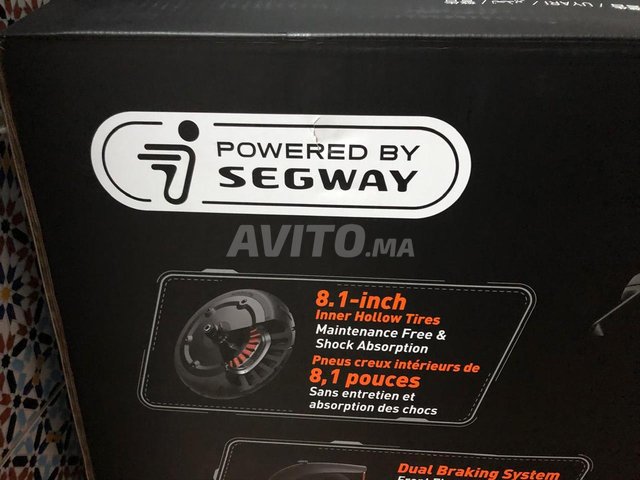 POWERED BY
SEGWAY
AVITO.MA
8.1-inch
Inner Hollow Tires
Maintenance Free &
Shock Absorption
Pneus creux intérieurs de
8,1 pouces
Sans entretien et
absorption des chocs
Dual Braking System